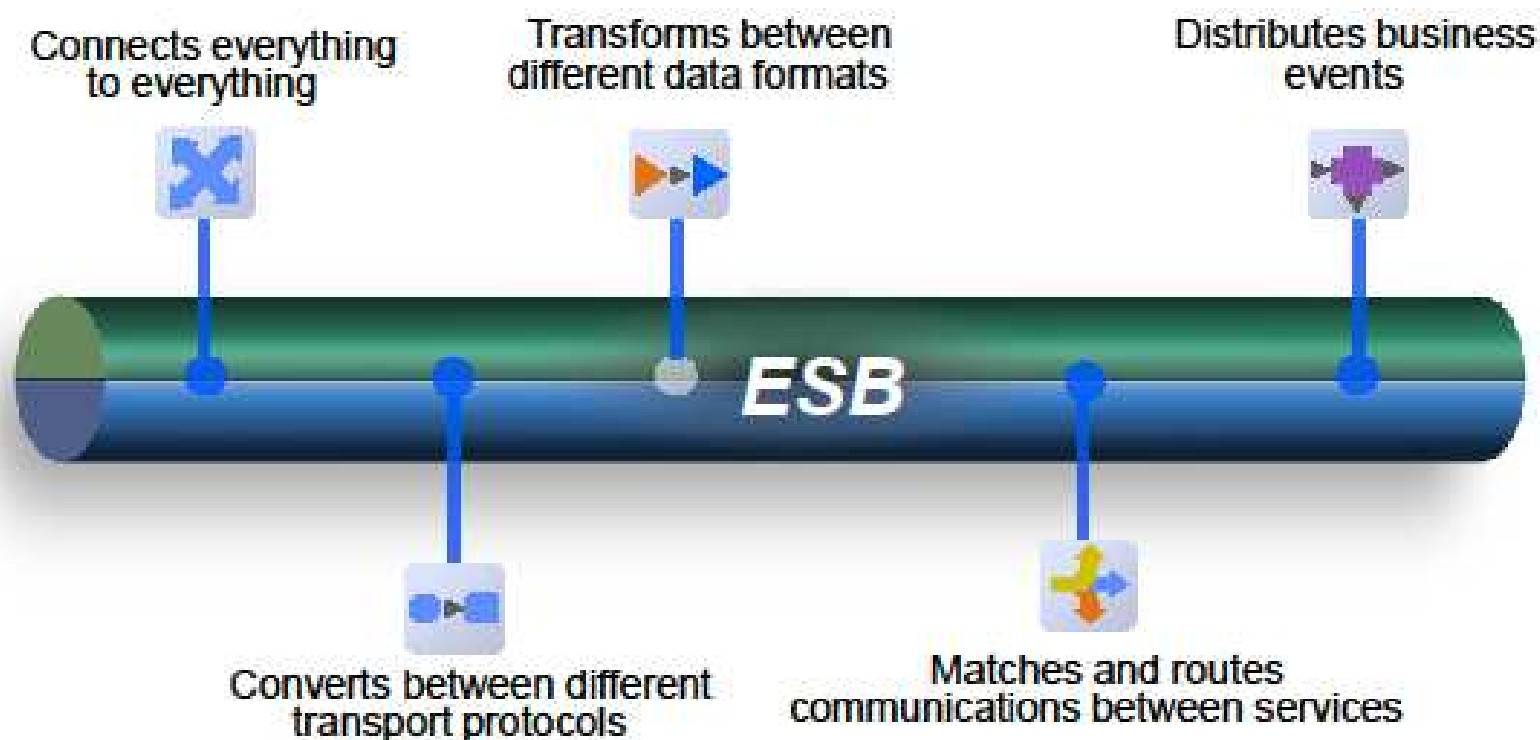 Connects everything
to everything
Transforms between
different data formats
Distributes business
events
ESB
Converts between different
transport protocols
Matches and routes
communications between services